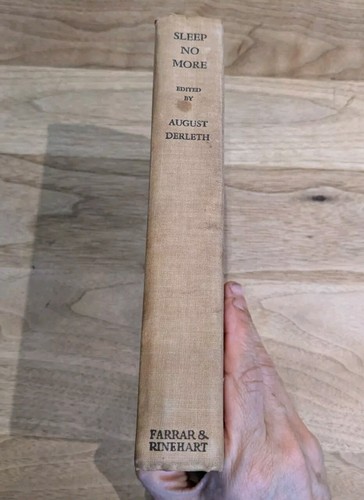 SLEEP
NO
MORE
EDITED
BY
AUGUST
DERLETH
FARRAR &
RINEHART